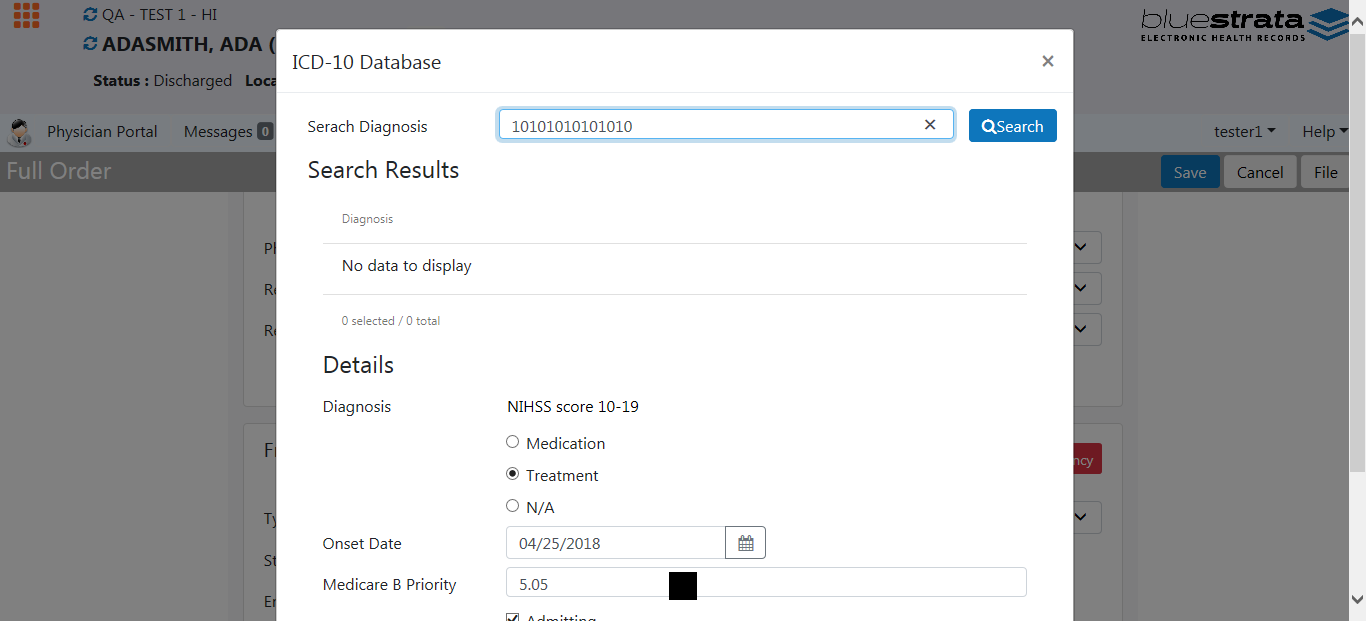 QA - TEST 1 - HI
bluestrata
ELECTRONIC HEALTH RECORDS
ADASMITH, ADA (
Status : Discharged Loca
ICD-10 Database ×
Physician Portal Messages 0 tester1 Help
Serach Diagnosis 10101010101010 × Search
Full Order Save Cancel File
Search Results
Diagnosis
No data to display
0 selected / 0 total
Details
Diagnosis NIHSS score 10-19
Medication
Treatment
N/A
Onset Date 04/25/2018
Medicare B Priority 5.05
Admitting